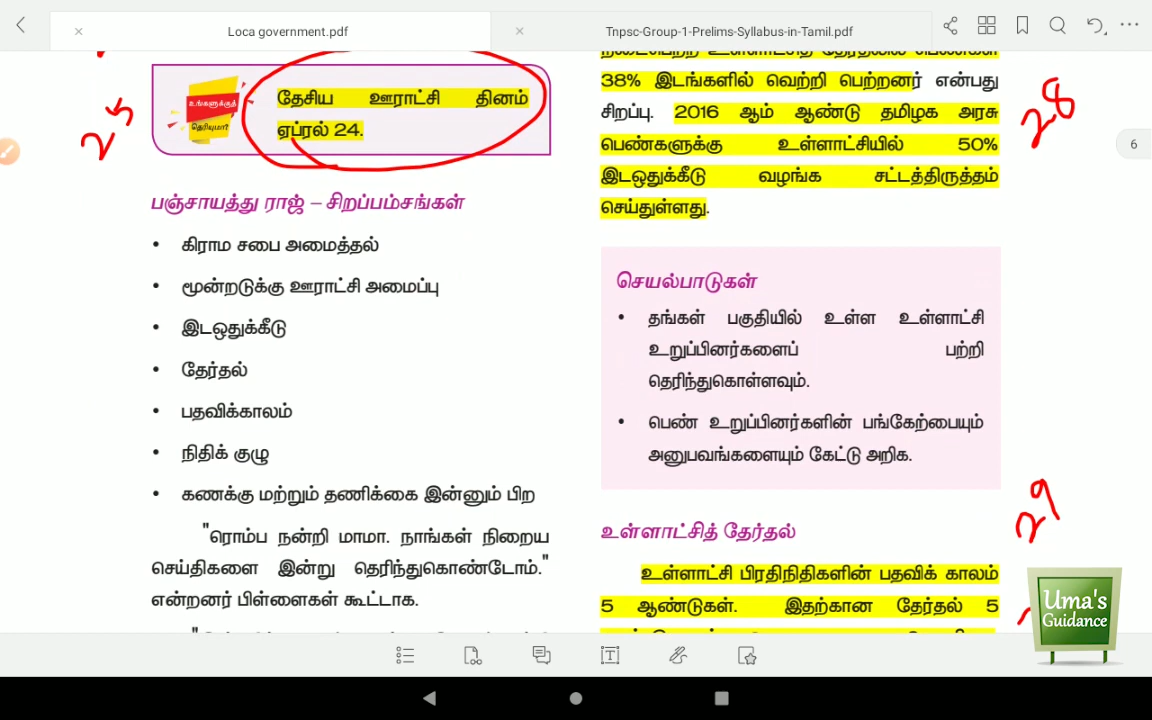 Loca government.pdf
Tnpsc-Group-1-Prelims-Syllabus-in-Tamil.pdf
6
25
உங்களுக்குத்
தெரியுமா?
தேசிய ஊராட்சி தினம்
ஏப்ரல் 24.
பஞ்சாயத்து ராஜ் – சிறப்பம்சங்கள்
• கிராம சபை அமைத்தல்
• மூன்றடுக்கு ஊராட்சி அமைப்பு
• இடஒதுக்கீடு
• தேர்தல்
• பதவிக்காலம்
• நிதிக் குழு
• கணக்கு மற்றும் தணிக்கை இன்னும் பிற
"ரொம்ப நன்றி மாமா. நாங்கள் நிறைய
செய்திகளை இன்று தெரிந்துகொண்டோம்."
என்றனர் பிள்ளைகள் கூட்டாக.
நடைபெற்ற உள்ளாட்சித் தேர்தலில் பெண்கள்
38% இடங்களில் வெற்றி பெற்றனர் என்பது
சிறப்பு. 2016 ஆம் ஆண்டு தமிழக அரசு
பெண்களுக்கு உள்ளாட்சியில் 50%
இடஒதுக்கீடு வழங்க சட்டத்திருத்தம்
செய்துள்ளது.
28
செயல்பாடுகள்
• தங்கள் பகுதியில் உள்ள உள்ளாட்சி
உறுப்பினர்களைப் பற்றி
தெரிந்துகொள்ளவும்.
• பெண் உறுப்பினர்களின் பங்கேற்பையும்
அனுபவங்களையும் கேட்டு அறிக.
29
உள்ளாட்சித் தேர்தல்
உள்ளாட்சி பிரதிநிதிகளின் பதவிக் காலம்
5 ஆண்டுகள். இதற்கான தேர்தல் 5
Uma's
Guidance